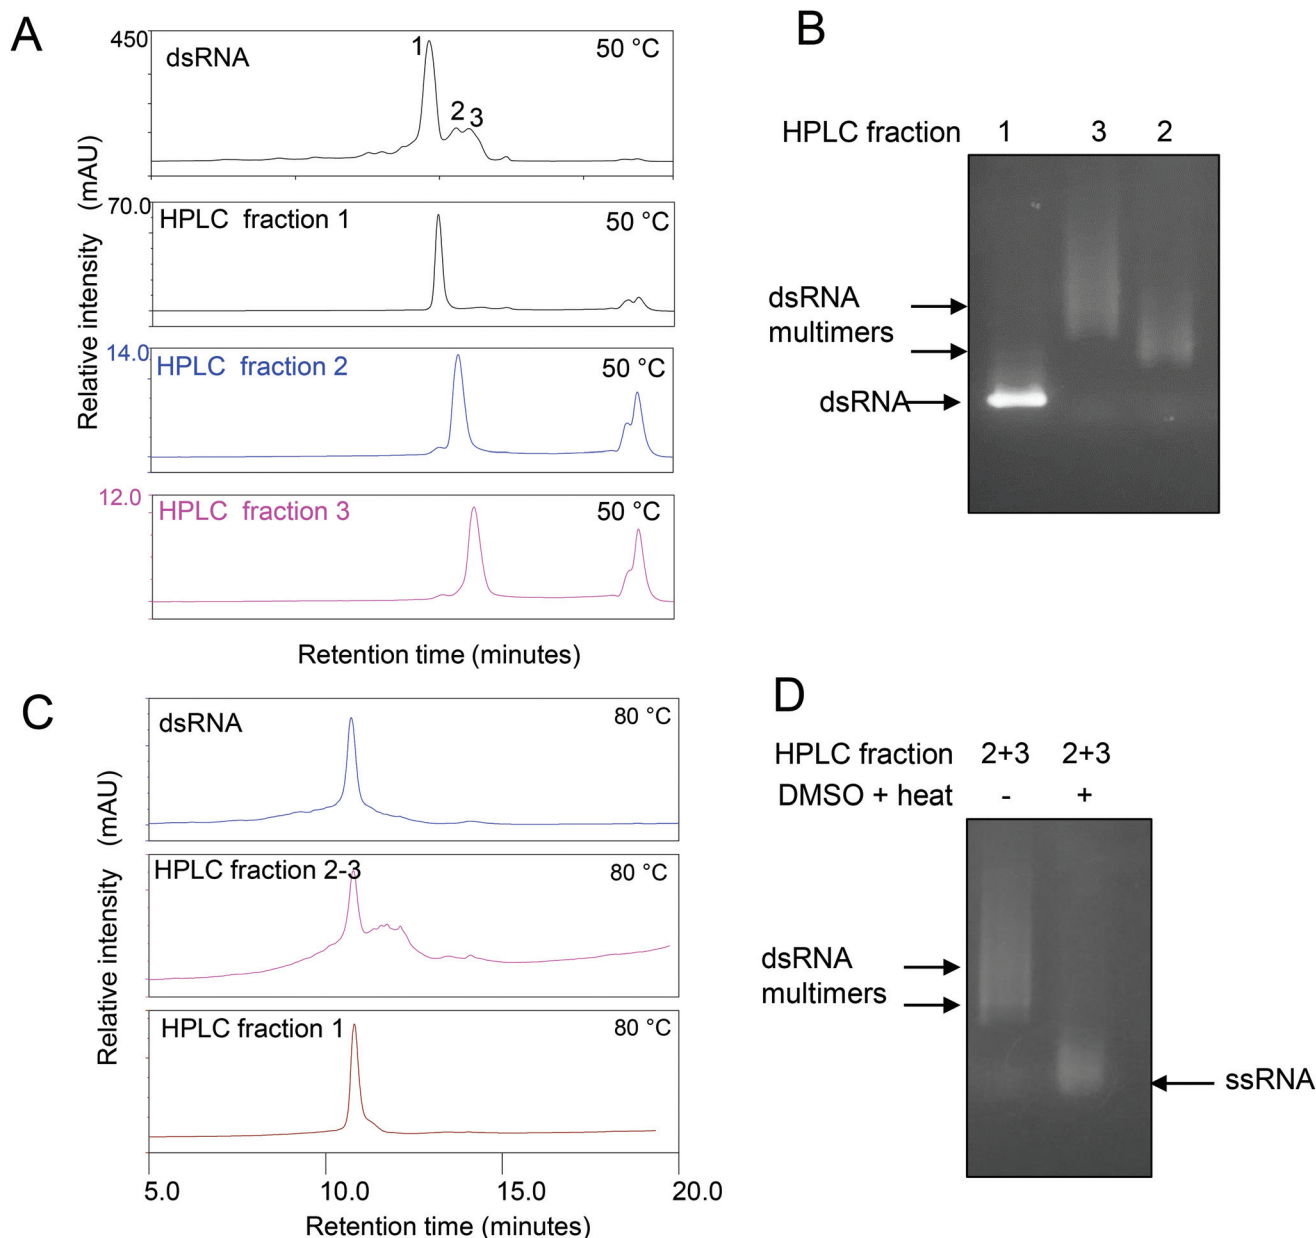 A
450
dsRNA
1
2
3
50 °C
70.0
HPLC fraction 1
50 °C
14.0
HPLC fraction 2
50 °C
12.0
HPLC fraction 3
50 °C
Relative intensity (mAU)
Retention time (minutes)
B
HPLC fraction 1 3 2
dsRNA
multimers
dsRNA
C
dsRNA
80 °C
HPLC fraction 2-3
80 °C
HPLC fraction 1
80 °C
Relative intensity (mAU)
5.0 10.0 15.0 20.0
Retention time (minutes)
D
HPLC fraction 2+3 2+3
DMSO + heat - +
dsRNA
multimers
ssRNA